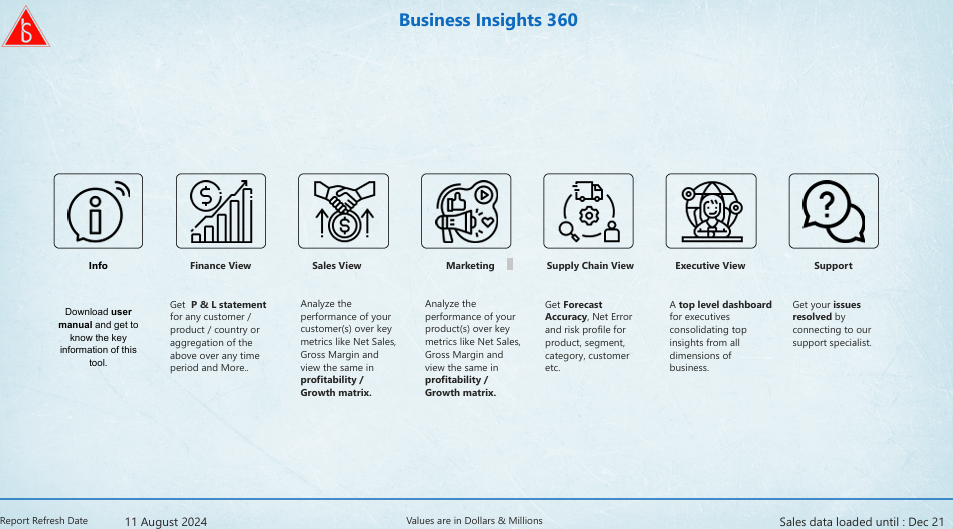 Business Insights 360
Info
Finance View
Sales View
Marketing
Supply Chain View
Executive View
Support
Download user
manual and get to
know the key
information of this
tool.
Get P & L statement
for any customer /
product / country or
aggregation of the
above over any time
period and More..
Analyze the
performance of your
customer(s) over key
metrics like Net Sales,
Gross Margin and
view the same in
profitability /
Growth matrix.
Analyze the
performance of your
product(s) over key
metrics like Net Sales,
Gross Margin and
view the same in
profitability /
Growth matrix.
Get Forecast
Accuracy, Net Error
and risk profile for
product, segment,
category, customer
etc.
A top level dashboard
for executives
consolidating top
insights from all
dimensions of
business.
Get your issues
resolved by
connecting to our
support specialist.
Report Refresh Date
11 August 2024
Values are in Dollars & Millions
Sales data loaded until : Dec 21